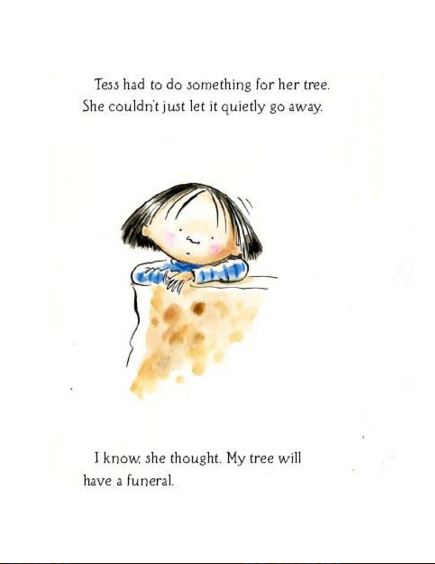 Tess had to do something for her tree.
She couldn't just let it quietly go away.
I know, she thought. My tree will
have a funeral.